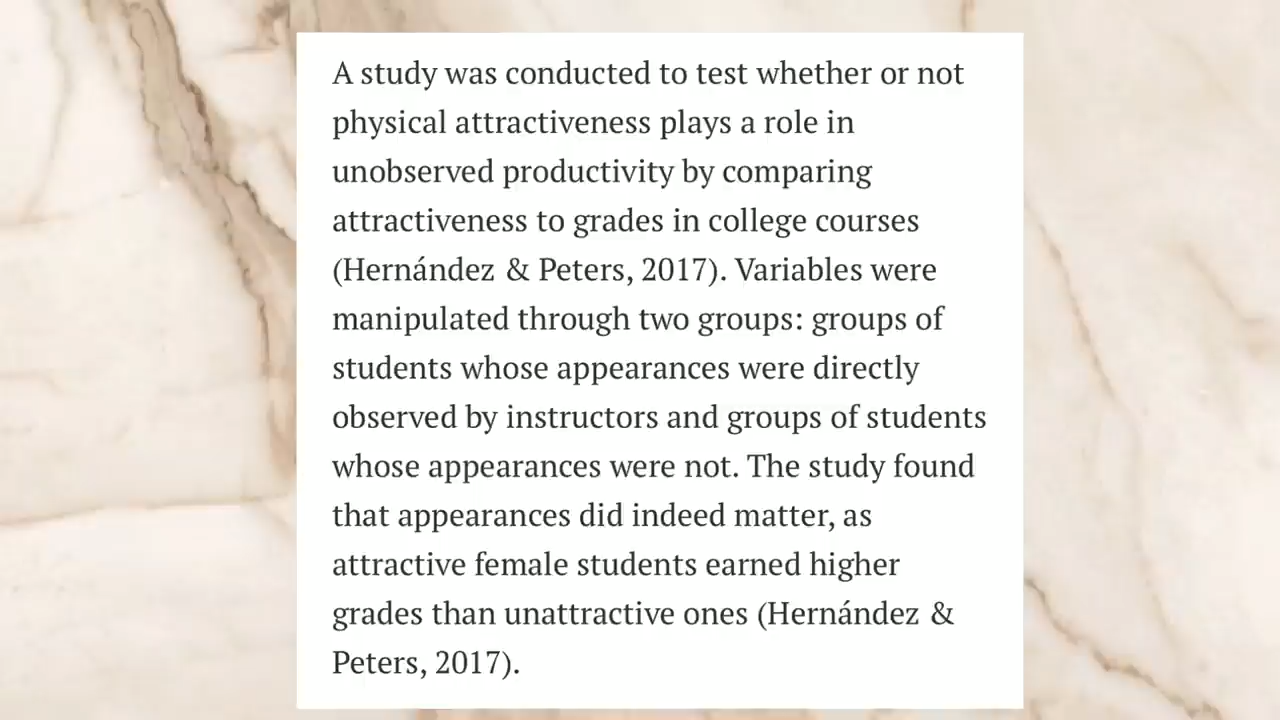 A study was conducted to test whether or not
physical attractiveness plays a role in
unobserved productivity by comparing
attractiveness to grades in college courses
(Hernández & Peters, 2017). Variables were
manipulated through two groups: groups of
students whose appearances were directly
observed by instructors and groups of students
whose appearances were not. The study found
that appearances did indeed matter, as
attractive female students earned higher
grades than unattractive ones (Hernández &
Peters, 2017).